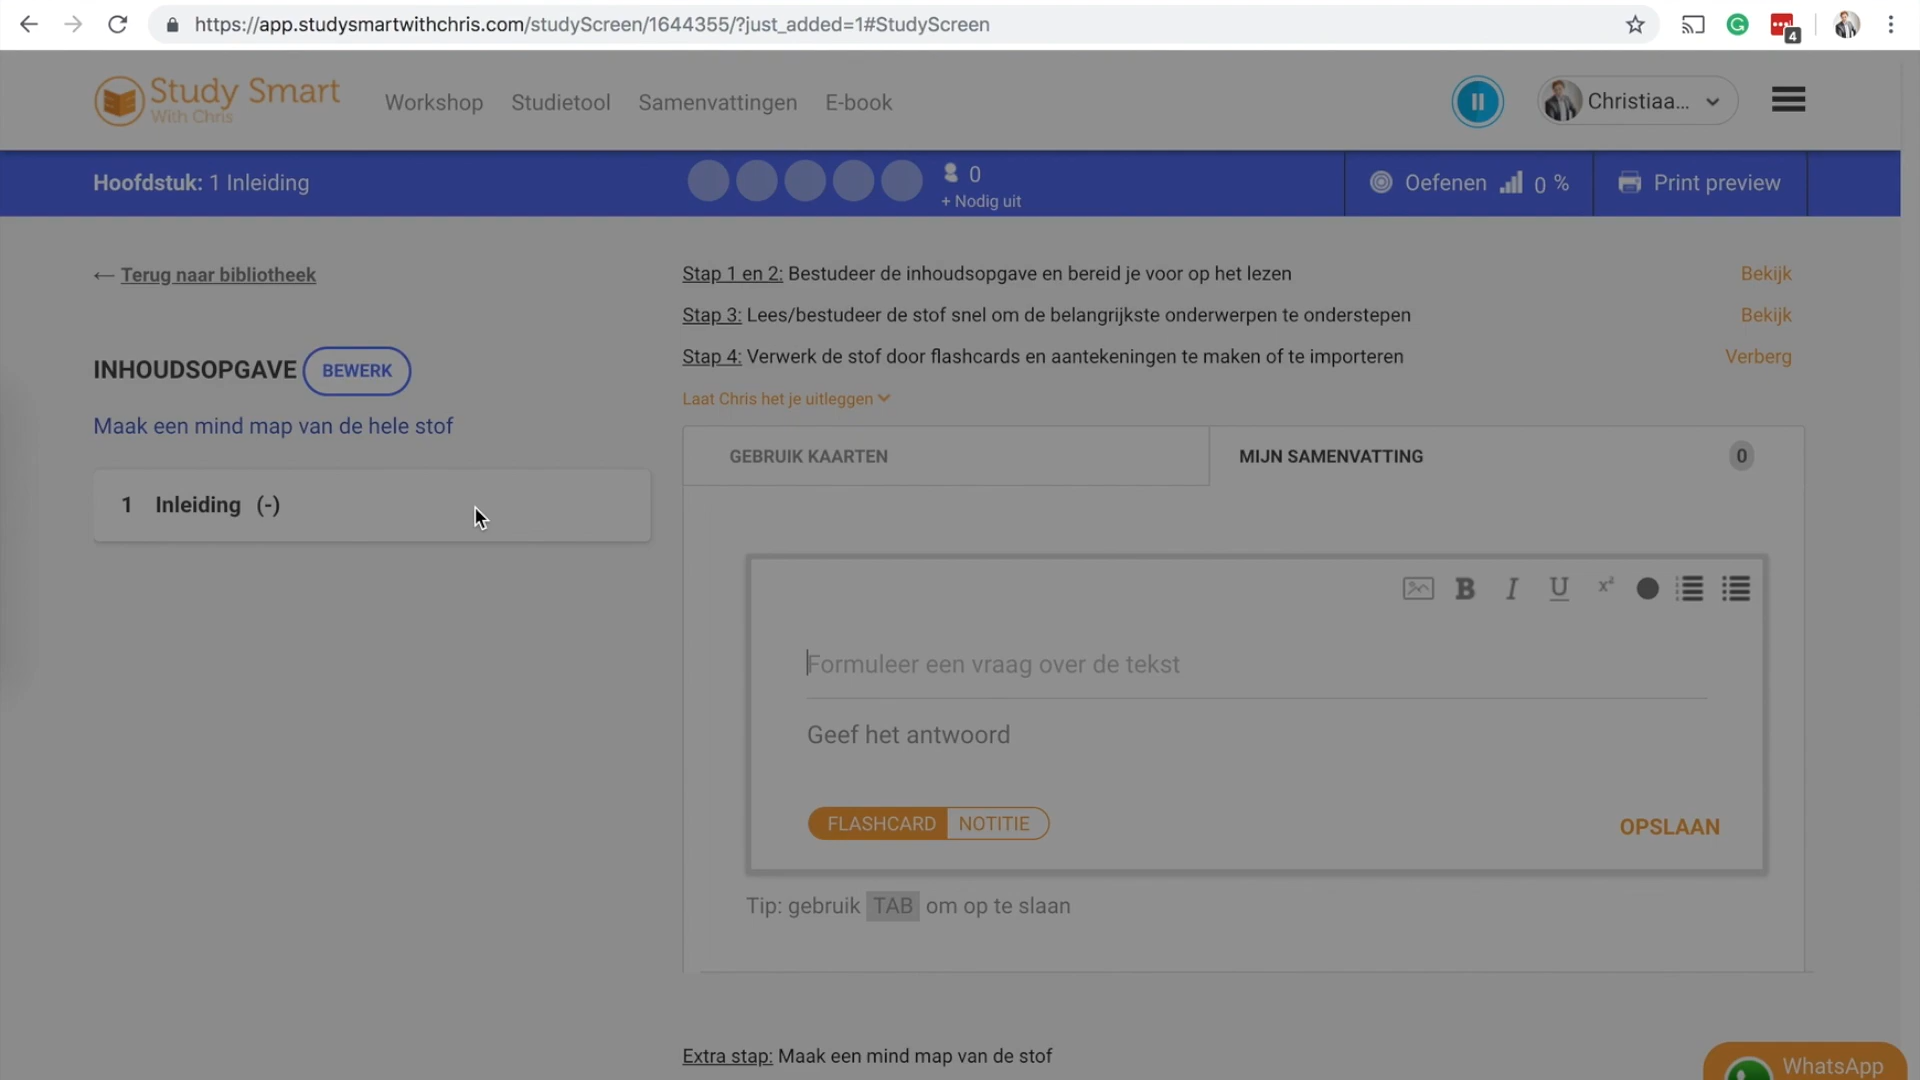 https://app.studysmartwithchris.com/studyScreen/1644355/?just_added=1#StudyScreen
4
Study Smart
With Chris
Workshop Studietool Samenvattingen E-book
Christiaa...
Hoofdstuk: 1 Inleiding
0
+ Nodig uit
Oefenen 0 %
Print preview
← Terug naar bibliotheek
INHOUDSOPGAVE BEWERK
Maak een mind map van de hele stof
1 Inleiding (-)
Stap 1 en 2: Bestudeer de inhoudsopgave en bereid je voor op het lezen Bekijk
Stap 3: Lees/bestudeer de stof snel om de belangrijkste onderwerpen te onderstepen Bekijk
Stap 4: Verwerk de stof door flashcards en aantekeningen te maken of te importeren Verberg
Laat Chris het je uitleggen
GEBRUIK KAARTEN MIJN SAMENVATTING 0
B I U x²
Formuleer een vraag over de tekst
Geef het antwoord
FLASHCARD NOTITIE OPSLAAN
Tip: gebruik TAB om op te slaan
Extra stap: Maak een mind map van de stof
WhatsApp